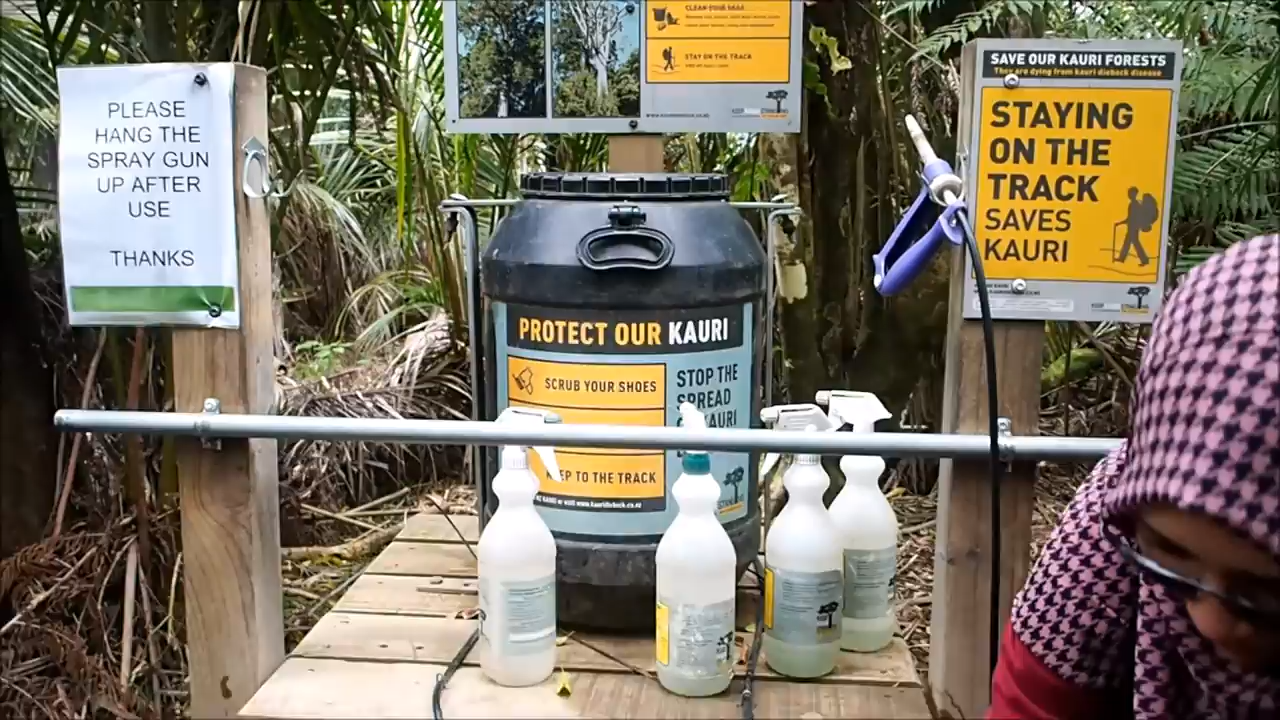 PLEASE
HANG THE
SPRAY GUN
UP AFTER
USE
THANKS
CLEAN YOUR GEAR
STAY ON THE TRACK
PROTECT OUR KAURI
SCRUB YOUR SHOES
KEEP TO THE TRACK
STOP THE
SPREAD
KAURI
SAVE OUR KAURI FORESTS
They are dying from kauri dieback disease
STAYING
ON THE
TRACK
SAVES
KAURI